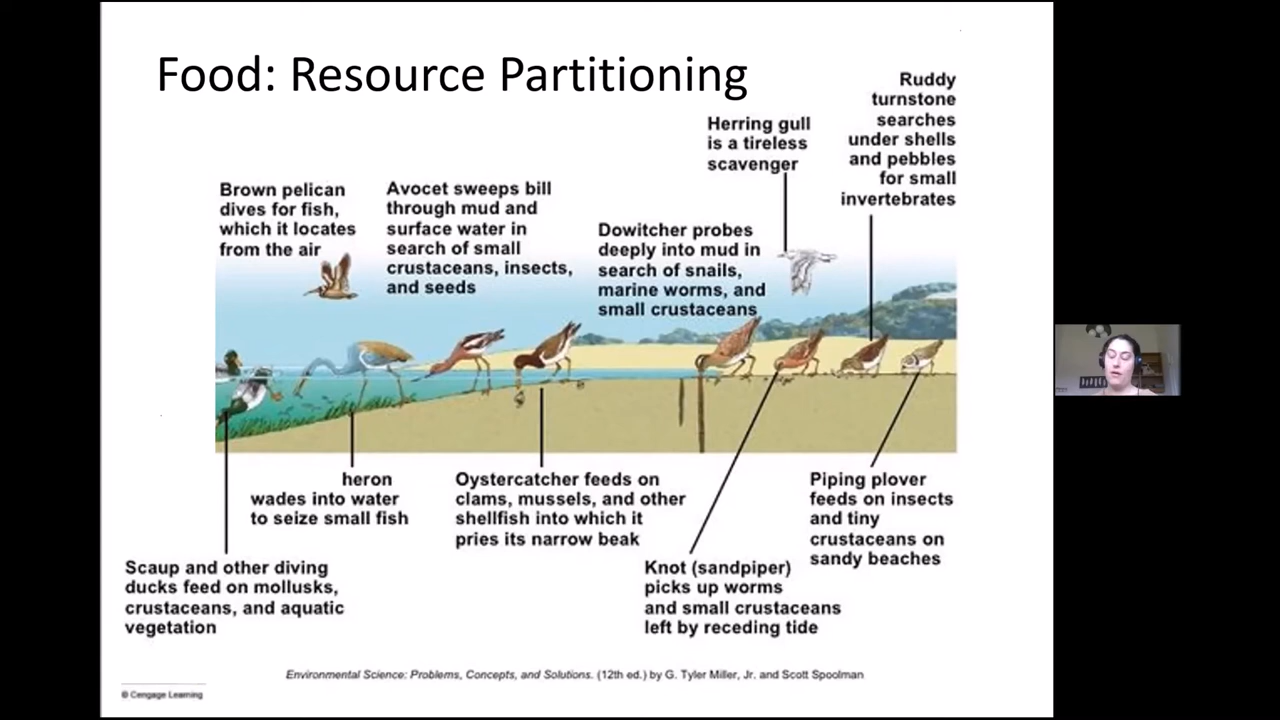 Food: Resource Partitioning
Ruddy
turnstone
searches
under shells
and pebbles
for small
invertebrates
Herring gull
is a tireless
scavenger
Brown pelican
dives for fish,
which it locates
from the air
Avocet sweeps bill
through mud and
surface water in
search of small
crustaceans, insects,
and seeds
Dowitcher probes
deeply into mud in
search of snails,
marine worms, and
small crustaceans
heron
wades into water
to seize small fish
Oystercatcher feeds on
clams, mussels, and other
shellfish into which it
pries its narrow beak
Piping plover
feeds on insects
and tiny
crustaceans on
sandy beaches
Scaup and other diving
ducks feed on mollusks,
crustaceans, and aquatic
vegetation
Knot (sandpiper)
picks up worms
and small crustaceans
left by receding tide
Environmental Science: Problems, Concepts, and Solutions. (12th ed.) by G. Tyler Miller, Jr. and Scott Spoolman
© Cengage Learning